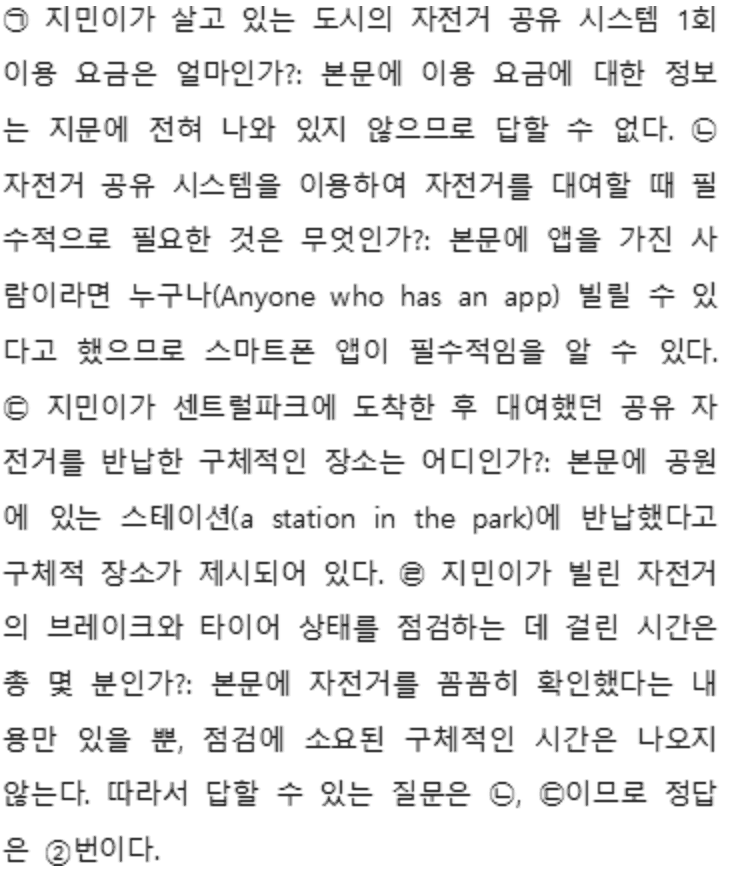 ㉠ 지민이가 살고 있는 도시의 자전거 공유 시스템 1회
이용 요금은 얼마인가?: 본문에 이용 요금에 대한 정보
는 지문에 전혀 나와 있지 않으므로 답할 수 없다. ㉡
자전거 공유 시스템을 이용하여 자전거를 대여할 때 필
수적으로 필요한 것은 무엇인가?: 본문에 앱을 가진 사
람이라면 누구나(Anyone who has an app) 빌릴 수 있
다고 했으므로 스마트폰 앱이 필수적임을 알 수 있다.
㉢ 지민이가 센트럴파크에 도착한 후 대여했던 공유 자
전거를 반납한 구체적인 장소는 어디인가?: 본문에 공원
에 있는 스테이션(a station in the park)에 반납했다고
구체적 장소가 제시되어 있다. ㉣ 지민이가 빌린 자전거
의 브레이크와 타이어 상태를 점검하는 데 걸린 시간은
총 몇 분인가?: 본문에 자전거를 꼼꼼히 확인했다는 내
용만 있을 뿐, 점검에 소요된 구체적인 시간은 나오지
않는다. 따라서 답할 수 있는 질문은 ㉡, ㉢이므로 정답
은 ②번이다.